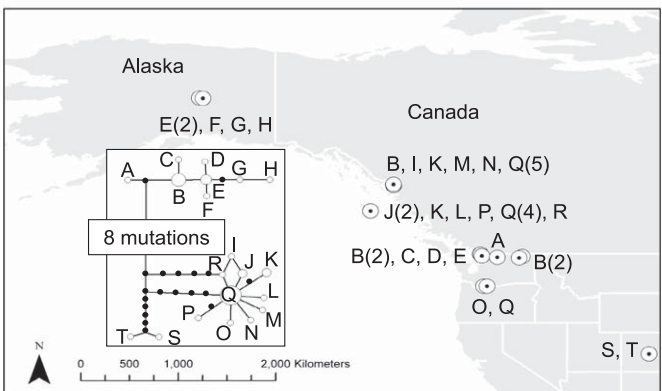 Alaska
Canada
E(2), F, G, H
B, I, K, M, N, Q(5)
J(2), K, L, P, Q(4), R
A
B(2), C, D, E
B(2)
O, Q
S, T
A
C
D
G
H
B
E
F
8 mutations
I
R
J
K
Q
L
M
P
O
N
T
S
N
0
500
1,000
2,000 Kilometers